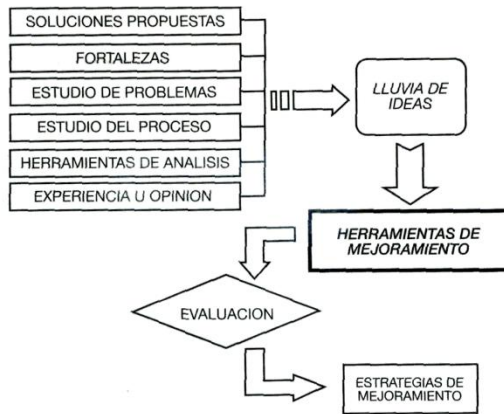 SOLUCIONES PROPUESTAS
FORTALEZAS
ESTUDIO DE PROBLEMAS
ESTUDIO DEL PROCESO
HERRAMIENTAS DE ANALISIS
EXPERIENCIA U OPINION
LLUVIA DE
IDEAS
HERRAMIENTAS DE
MEJORAMIENTO
EVALUACION
ESTRATEGIAS DE
MEJORAMIENTO